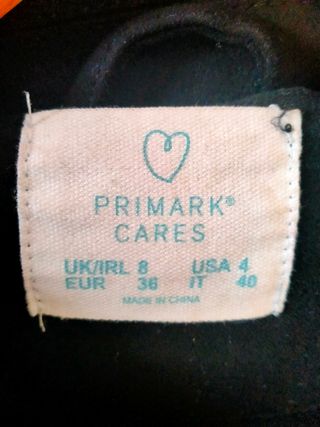 PRIMARK®
CARES
UK/IRL 8 USA 4
EUR 36 IT 40
MADE IN CHINA